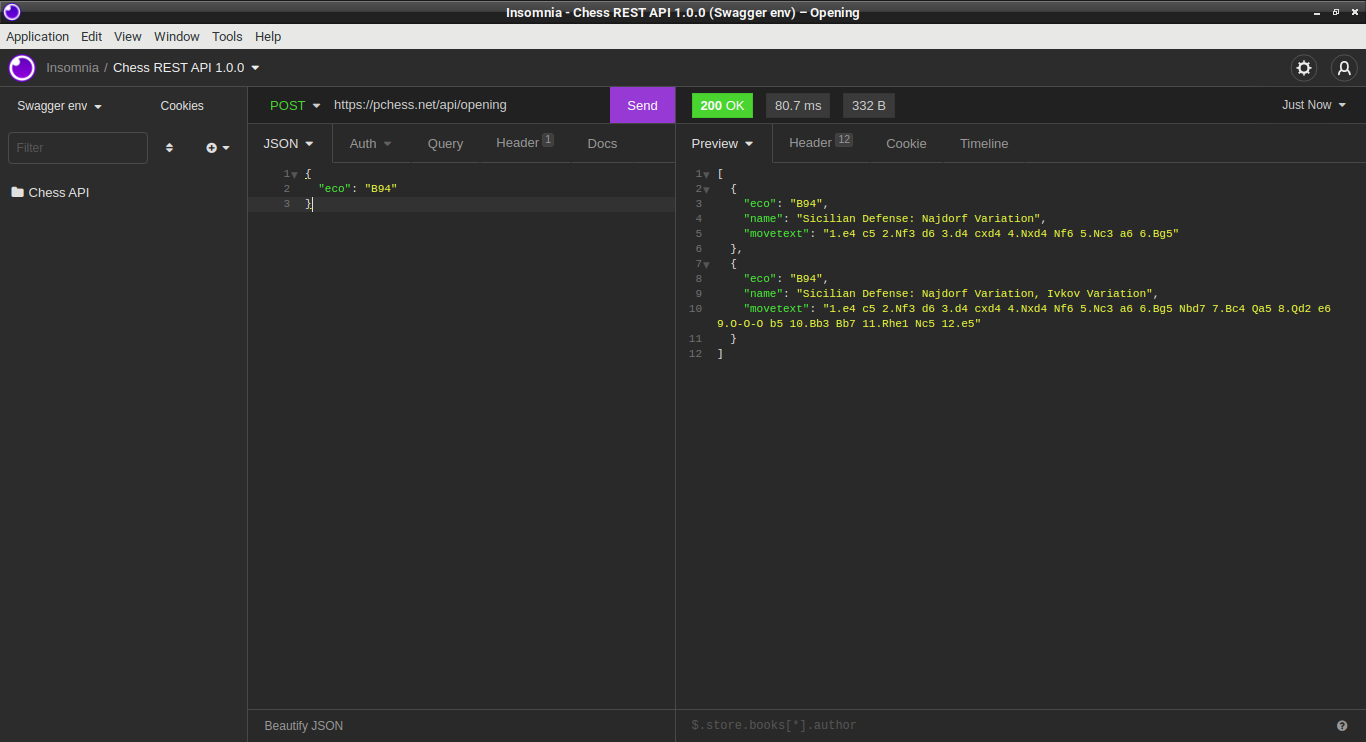 Insomnia - Chess REST API 1.0.0 (Swagger env) – Opening
Application Edit View Window Tools Help
Insomnia / Chess REST API 1.0.0
Swagger env Cookies
Filter
Chess API
POST https://pchess.net/api/opening Send
JSON Auth Query Header 1 Docs
1 {
2 "eco": "B94"
3 }
Beautify JSON
200 OK 80.7 ms 332 B Just Now
Preview Header 12 Cookie Timeline
1 [
2 {
3 "eco": "B94",
4 "name": "Sicilian Defense: Najdorf Variation",
5 "movetext": "1.e4 c5 2.Nf3 d6 3.d4 cxd4 4.Nxd4 Nf6 5.Nc3 a6 6.Bg5"
6 },
7 {
8 "eco": "B94",
9 "name": "Sicilian Defense: Najdorf Variation, Ivkov Variation",
10 "movetext": "1.e4 c5 2.Nf3 d6 3.d4 cxd4 4.Nxd4 Nf6 5.Nc3 a6 6.Bg5 Nbd7 7.Bc4 Qa5 8.Qd2 e6
9.O-O-O b5 10.Bb3 Bb7 11.Rhe1 Nc5 12.e5"
11 }
12 ]
$.store.books[*].author